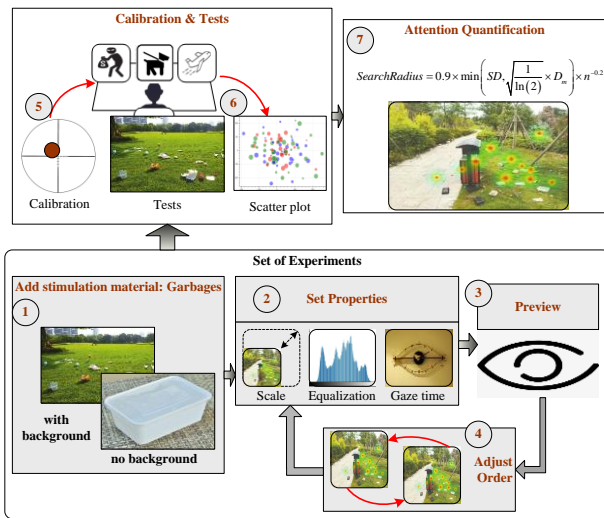 Calibration & Tests
5
6
Calibration
Tests
Scatter plot
7
Attention Quantification
SearchRadius = 0.9 × min ( SD, √(1 / ln(2)) × Dₘ ) × n⁻⁰·²
Set of Experiments
Add stimulation material: Garbages
1
with
background
no background
2
Set Properties
Scale
Equalization
Gaze time
3
Preview
4
Adjust
Order